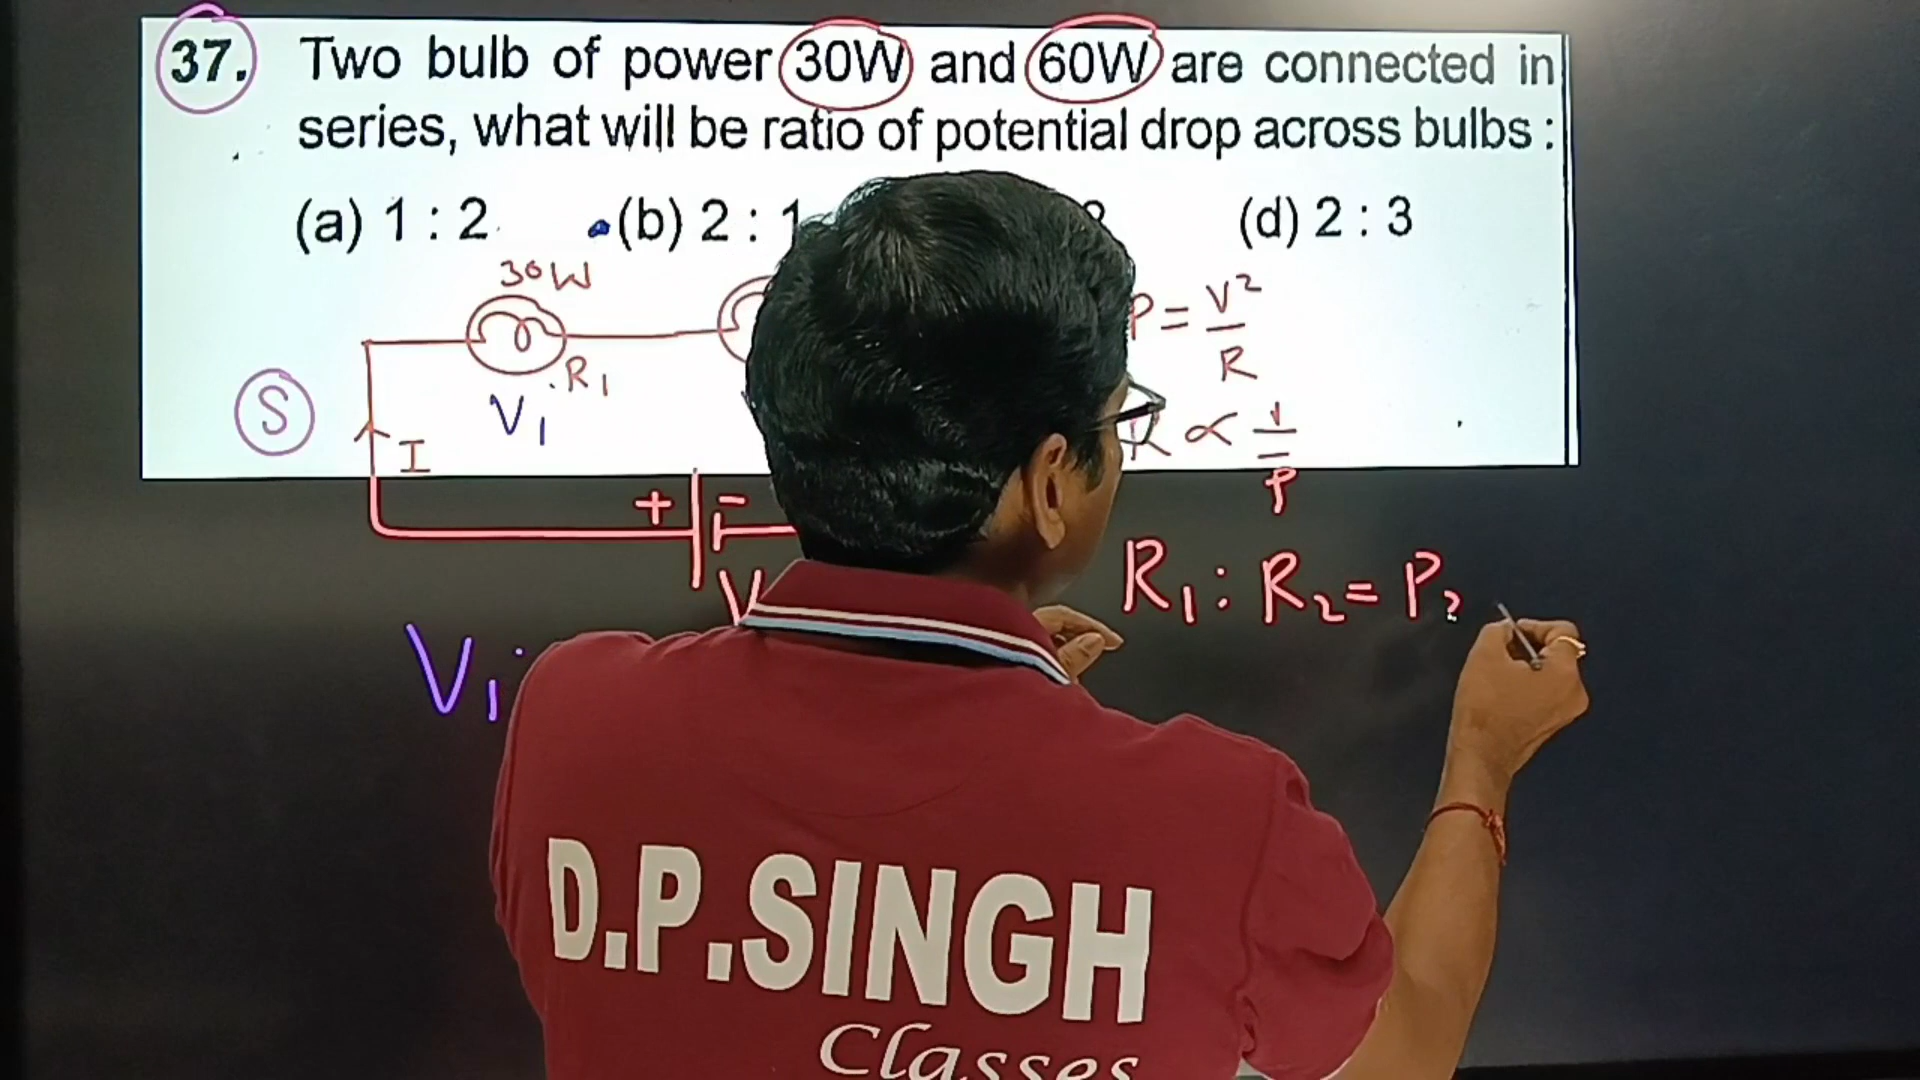 37. Two bulb of power 30W and 60W are connected in
series, what will be ratio of potential drop across bulbs :
(a) 1 : 2 (b) 2 : 1 (d) 2 : 3
30W
R1
V1
S
I
+ -
V
P = V²/R
R ∝ 1/P
R1 : R2 = P2
V1 :
D.P.SINGH
Classes